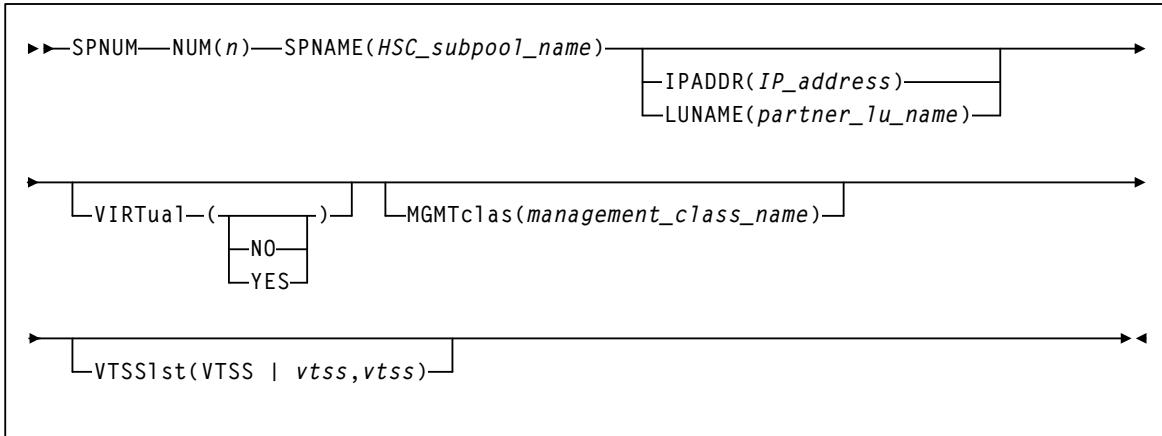 SPNUM NUM(n) SPNAME(HSC_subpool_name)
IPADDR(IP_address)
LUNAME(partner_lu_name)
VIRTual ( ) MGMTclas(management_class_name)
NO
YES
VTSSlst(VTSS | vtss,vtss)